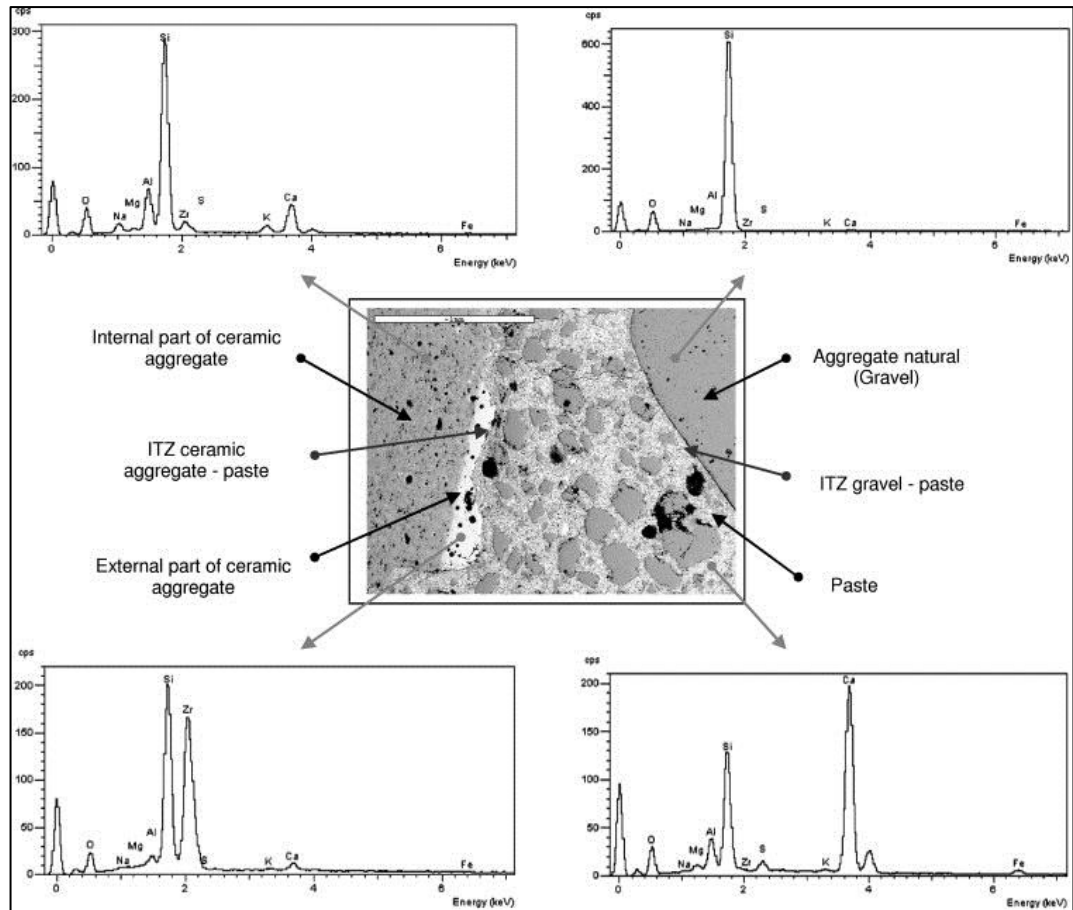 cps
300
200
100
0
Si
O
Na
Mg
Al
Zr
S
K
Ca
Fe
0
2
4
6
Energy (keV)
cps
600
400
200
0
Si
O
Na
Mg
Al
Zr
S
K
Ca
Fe
0
2
4
6
Energy (keV)
Internal part of ceramic
aggregate
ITZ ceramic
aggregate - paste
External part of ceramic
aggregate
Aggregate natural
(Gravel)
ITZ gravel - paste
Paste
cps
200
150
100
50
0
Si
Zr
O
Na
Mg
Al
S
K
Ca
Fe
0
2
4
6
Energy (keV)
cps
200
150
100
50
0
Ca
Si
O
Na
Mg
Al
Zr
S
K
Fe
0
2
4
6
Energy (keV)